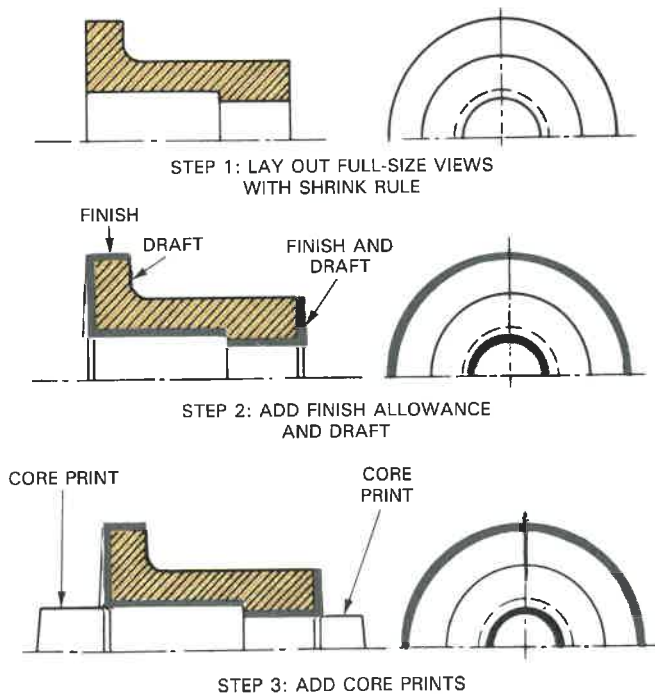 STEP 1: LAY OUT FULL-SIZE VIEWS
WITH SHRINK RULE
FINISH
DRAFT
FINISH AND
DRAFT
STEP 2: ADD FINISH ALLOWANCE
AND DRAFT
CORE PRINT
CORE
PRINT
STEP 3: ADD CORE PRINTS